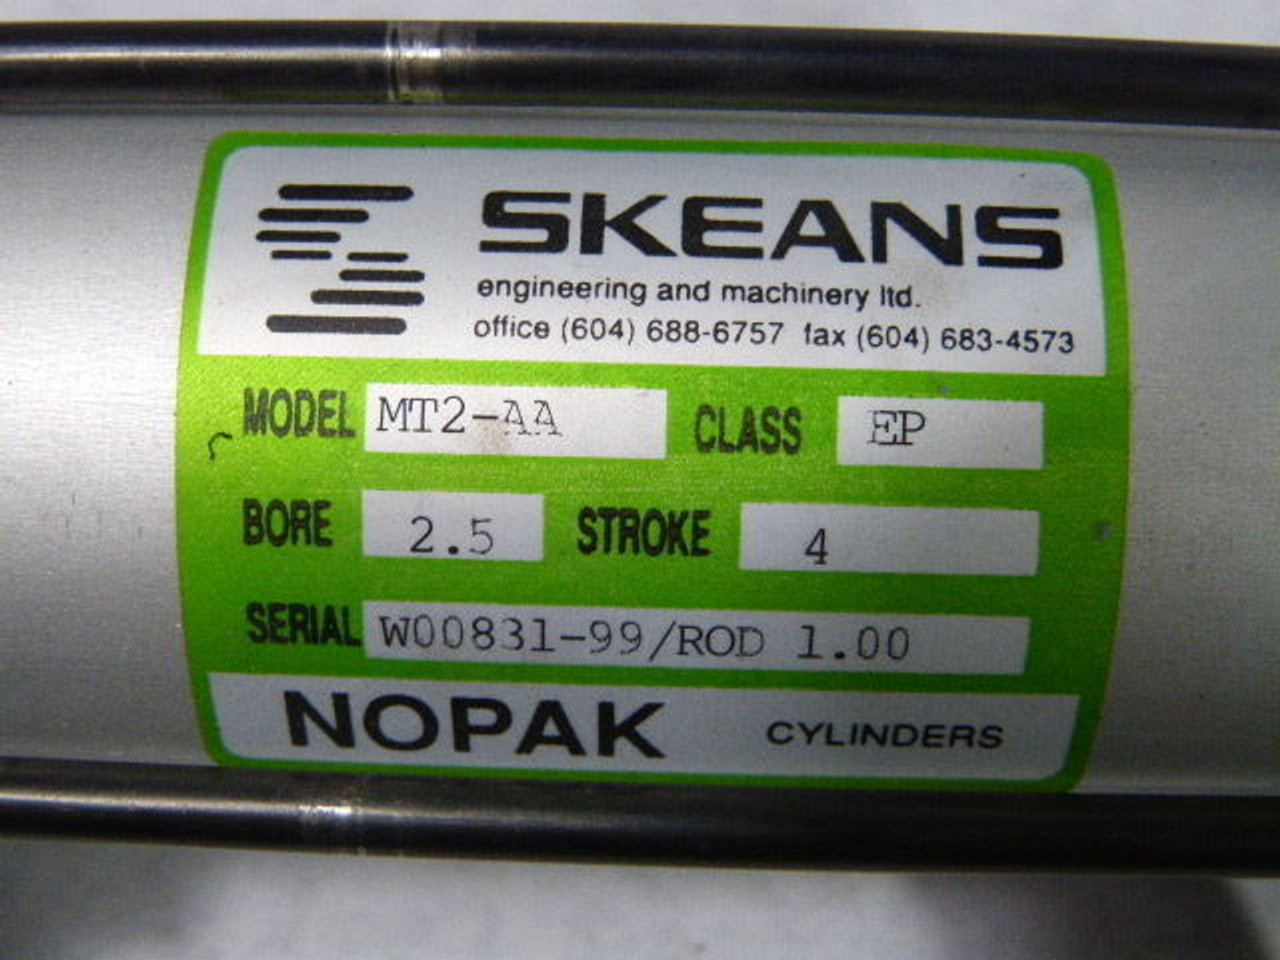 SKEANS
engineering and machinery ltd.
office (604) 688-6757 fax (604) 683-4573
MODEL MT2-AA CLASS EP
BORE 2.5 STROKE 4
SERIAL W00831-99/ROD 1.00
NOPAK CYLINDERS